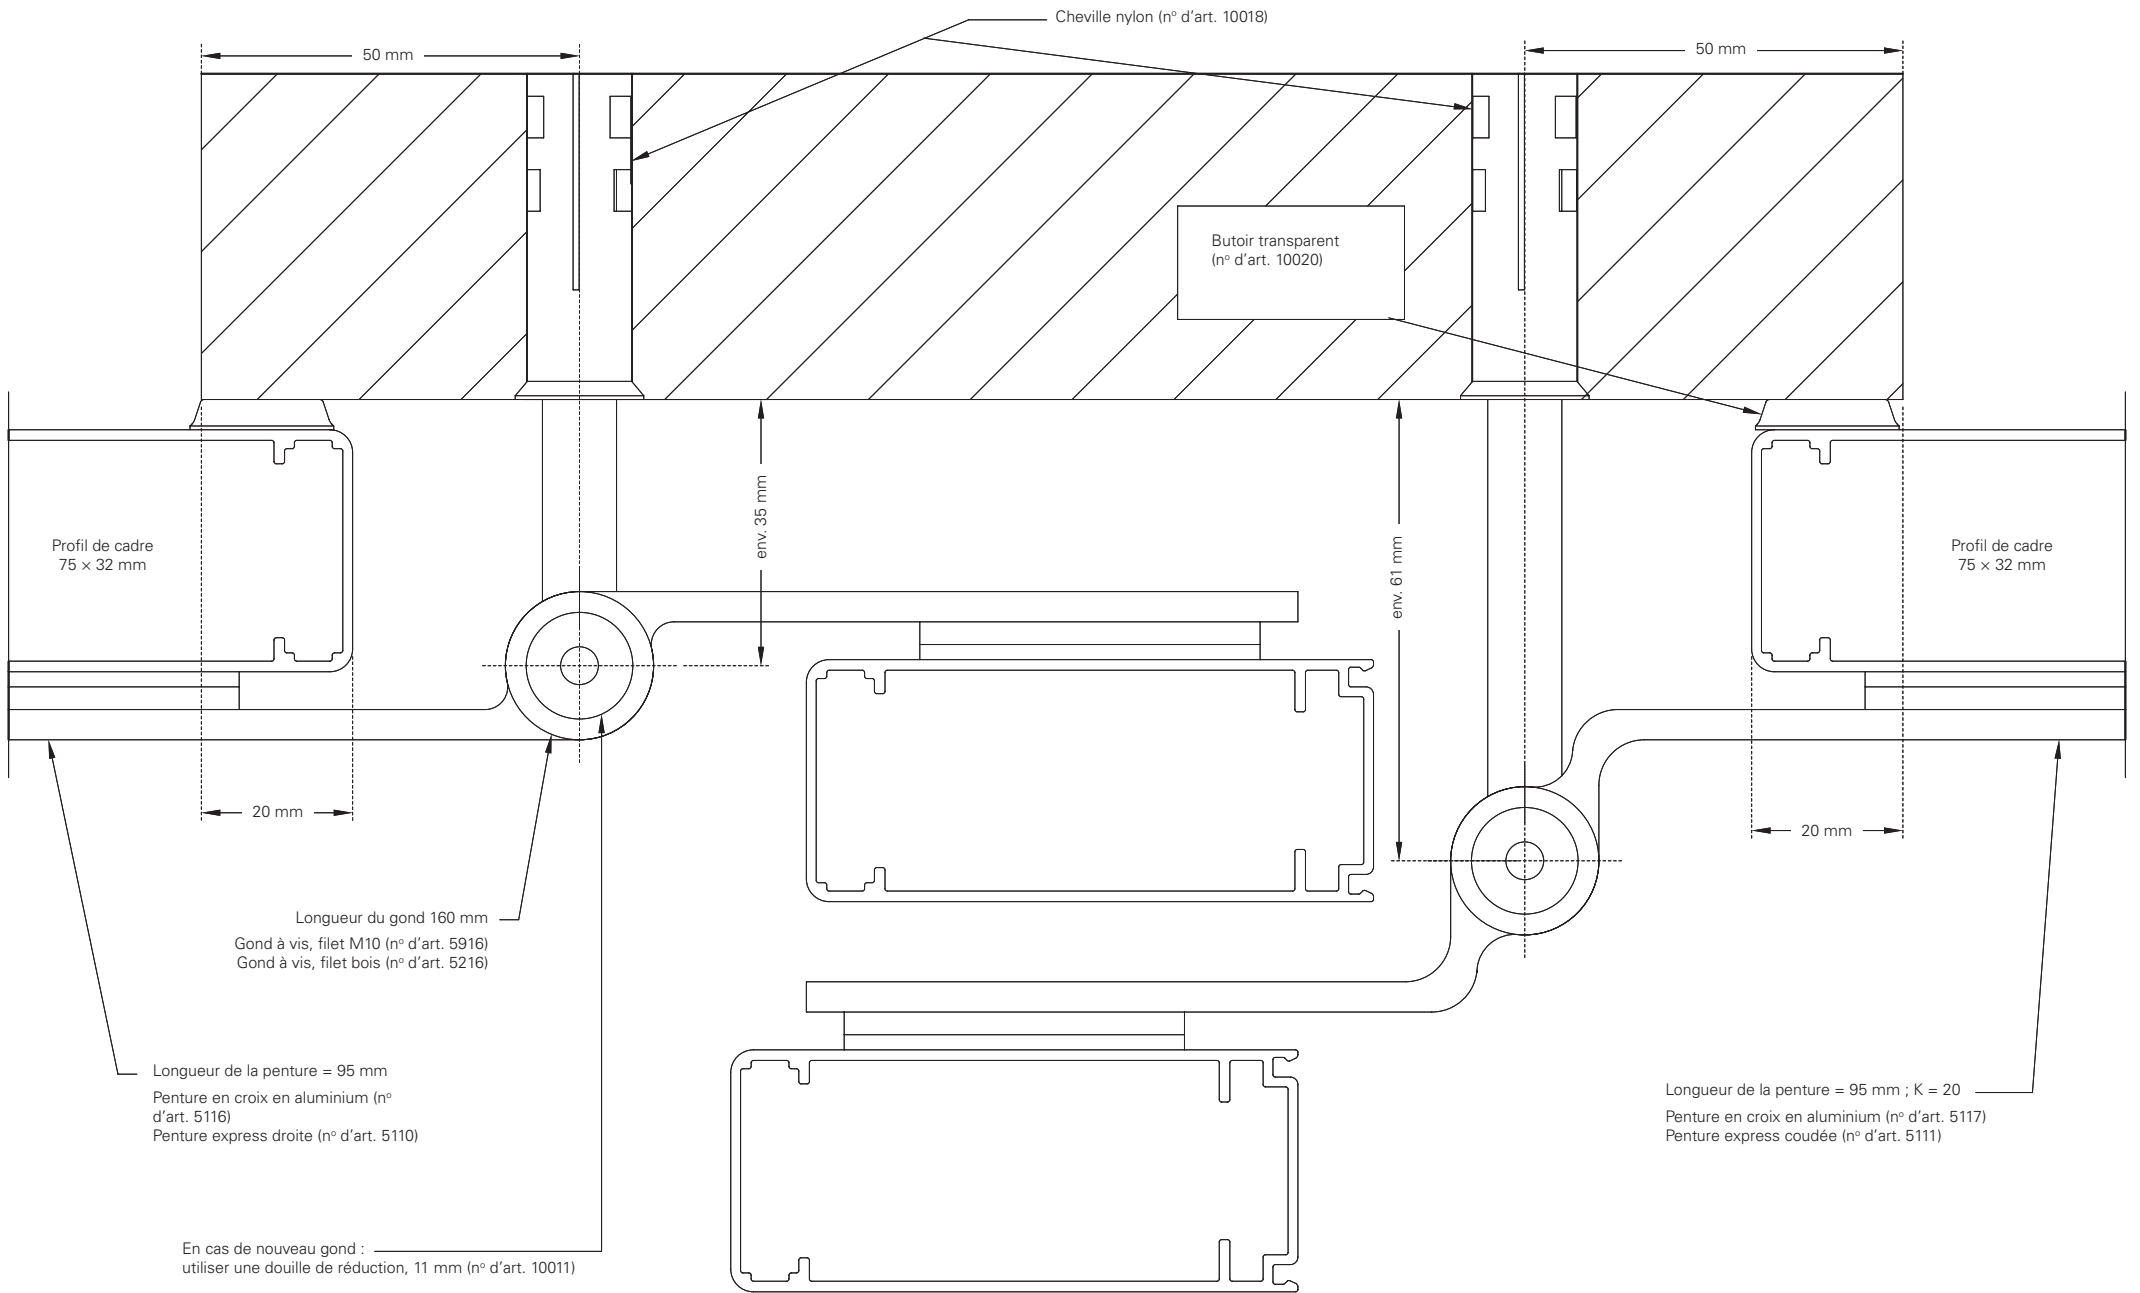 Cheville nylon (nº d’art. 10018)
50 mm
50 mm
Butoir transparent
(nº d’art. 10020)
env. 35 mm
env. 61 mm
Profil de cadre
75 × 32 mm
Profil de cadre
75 × 32 mm
20 mm
20 mm
Longueur du gond 160 mm
Gond à vis, filet M10 (nº d’art. 5916)
Gond à vis, filet bois (nº d’art. 5216)
Longueur de la penture = 95 mm
Penture en croix en aluminium (nº
d’art. 5116)
Penture express droite (nº d’art. 5110)
Longueur de la penture = 95 mm ; K = 20
Penture en croix en aluminium (nº d’art. 5117)
Penture express coudée (nº d’art. 5111)
En cas de nouveau gond :
utiliser une douille de réduction, 11 mm (nº d’art. 10011)